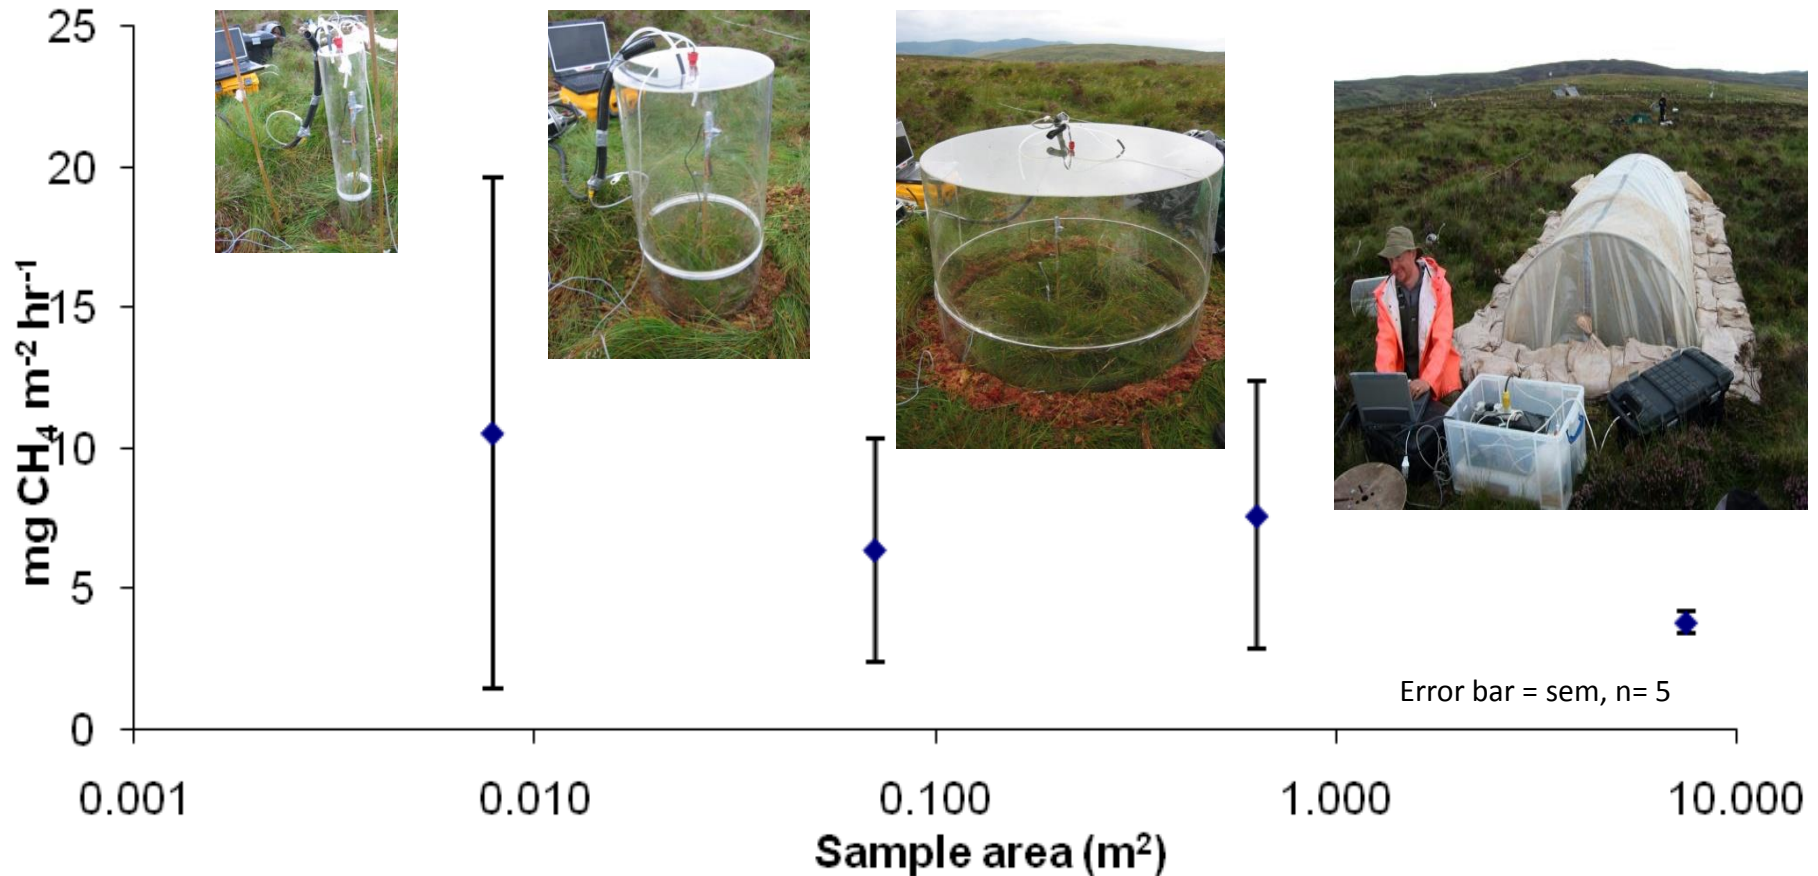 25
20
15
10
5
0
mg CH₄ m⁻² hr⁻¹
Error bar = sem, n= 5
0.001 0.010 0.100 1.000 10.000
Sample area (m²)